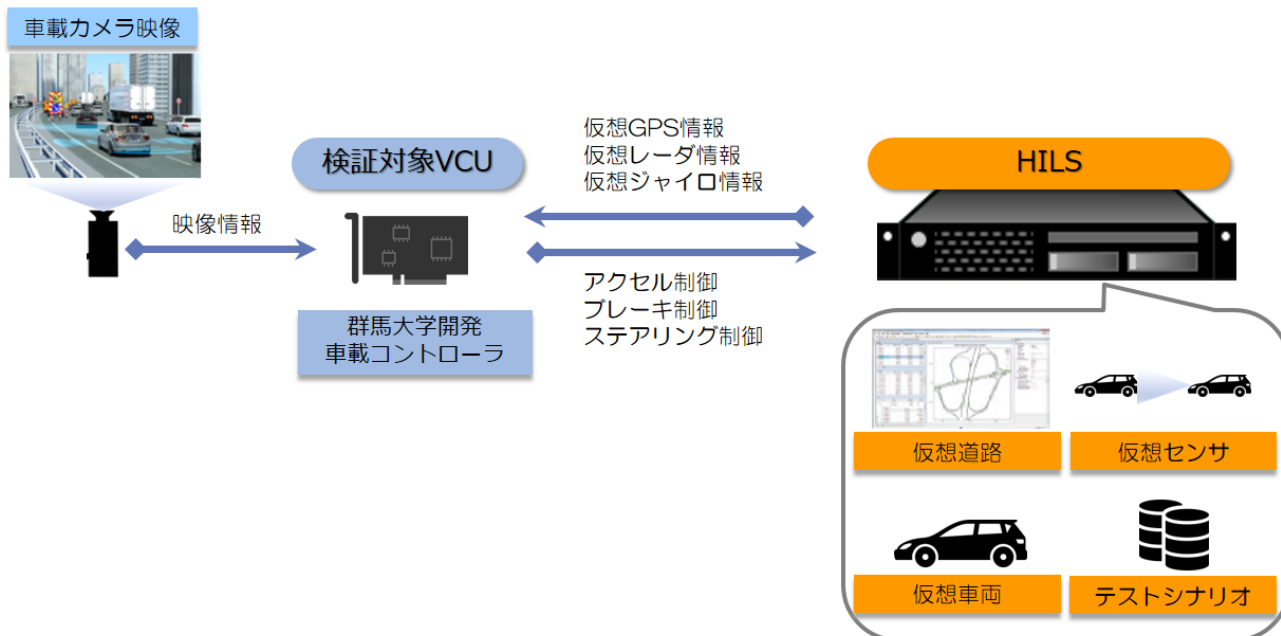 車載カメラ映像
映像情報
検証対象VCU
群馬大学開発
車載コントローラ
仮想GPS情報
仮想レーダ情報
仮想ジャイロ情報
アクセル制御
ブレーキ制御
ステアリング制御
HILS
仮想道路
仮想センサ
仮想車両
テストシナリオ